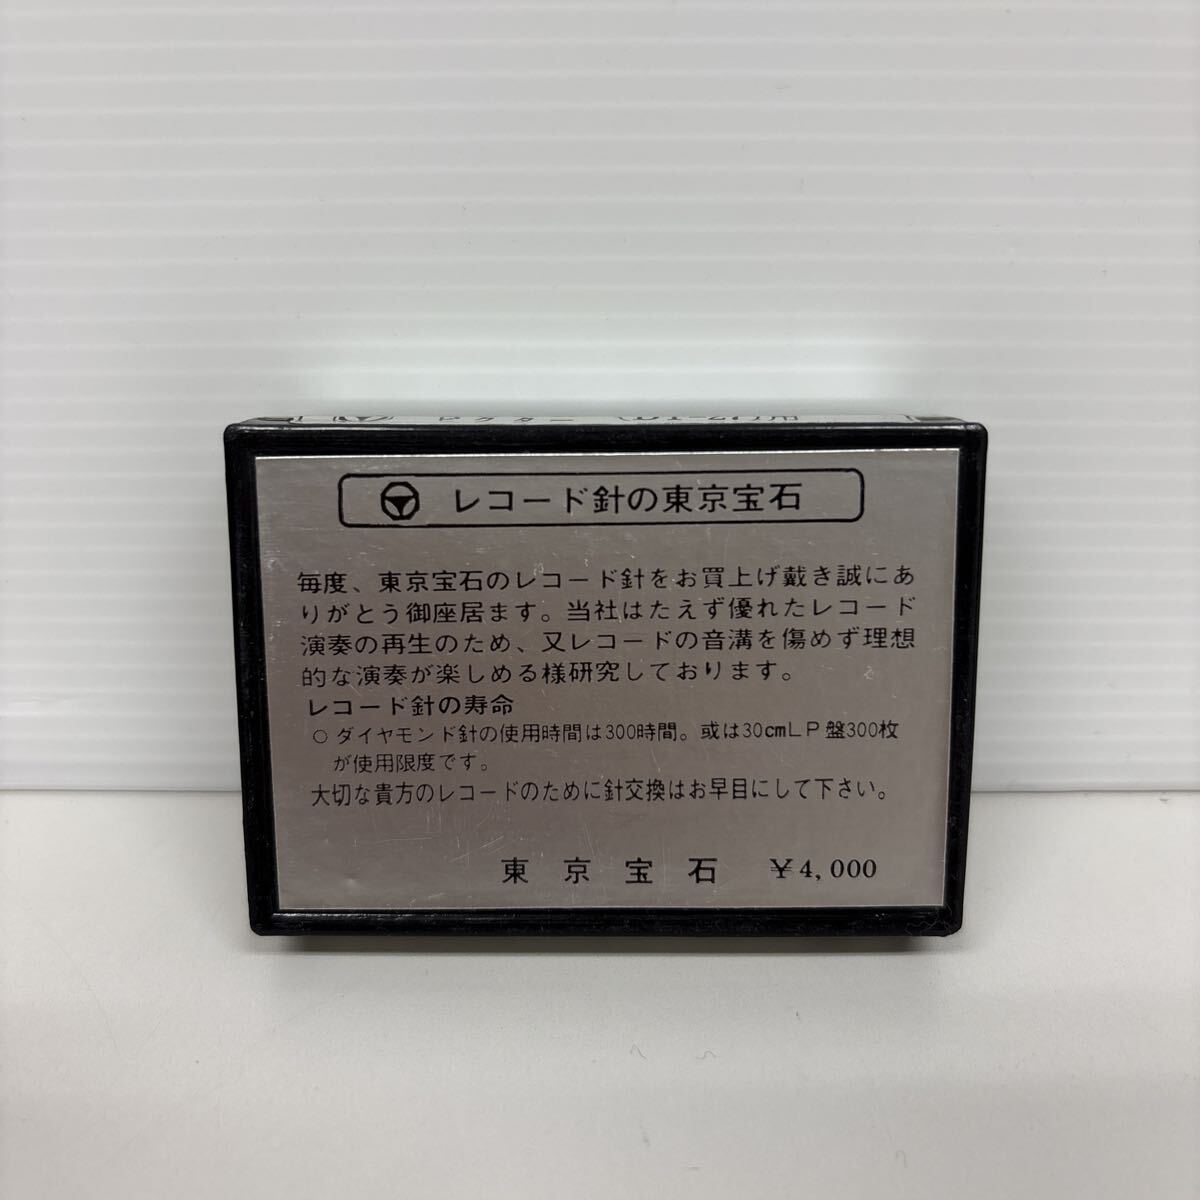 ビクター
レコード針の東京宝石
毎度、東京宝石のレコード針をお買上げ戴き誠にあ
りがとう御座居ます。当社はたえず優れたレコード
演奏の再生のため、又レコードの音溝を傷めず理想
的な演奏が楽しめる様研究しております。
レコード針の寿命
○ ダイヤモンド針の使用時間は300時間。或は30cmLP盤300枚
が使用限度です。
大切な貴方のレコードのために針交換はお早目にして下さい。
東京宝石 ¥4,000